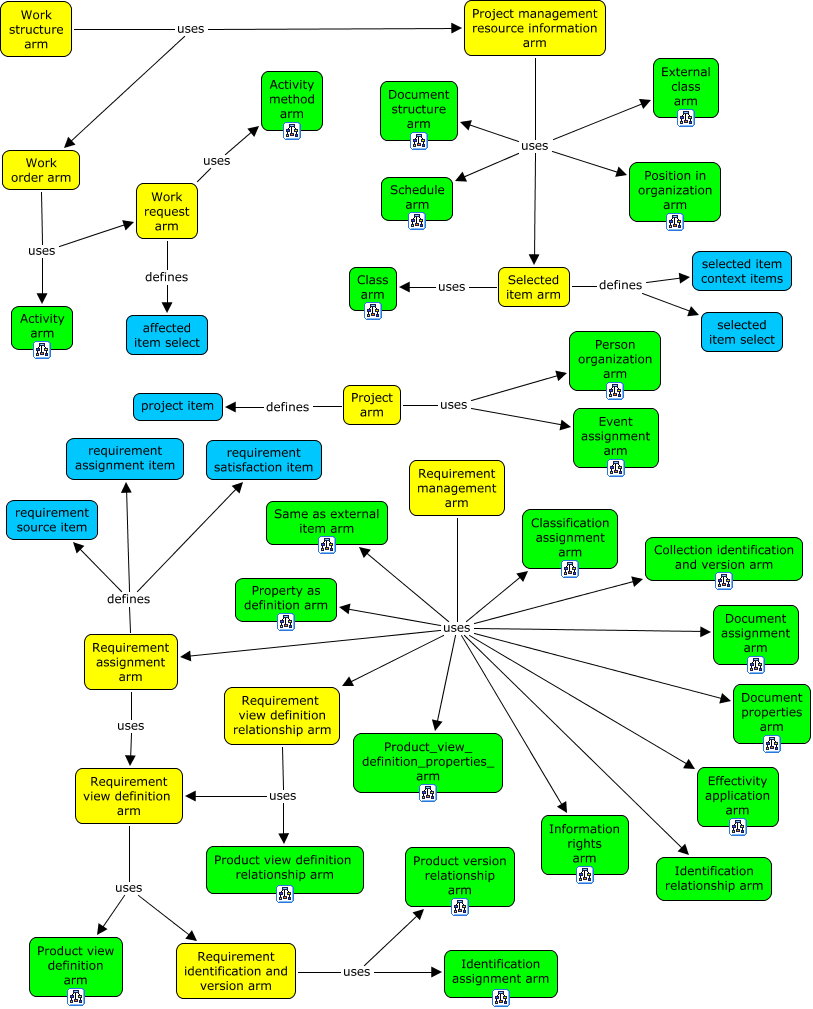 Work
structure
arm
uses
Project management
resource information
arm
Activity
method
arm
Document
structure
arm
External
class
arm
uses
uses
Work
order arm
Work
request
arm
Schedule
arm
Position in
organization
arm
uses
defines
Class
arm
uses
Selected
item arm
defines
selected item
context items
Activity
arm
affected
item select
selected
item select
Person
organization
arm
project item
defines
Project
arm
uses
Event
assignment
arm
requirement
assignment item
requirement
satisfaction item
requirement
source item
Requirement
management
arm
Same as external
item arm
Classification
assignment
arm
Collection identification
and version arm
Property as
definition arm
defines
uses
Document
assignment
arm
Requirement
assignment
arm
Requirement
view definition
relationship arm
Document
properties
arm
uses
Product_view_
definition_properties_
arm
Requirement
view definition
arm
uses
Effectivity
application
arm
Information
rights
arm
Product view definition
relationship arm
Product version
relationship
arm
Identification
relationship arm
uses
Product view
definition
arm
Requirement
identification and
version arm
uses
Identification
assignment arm